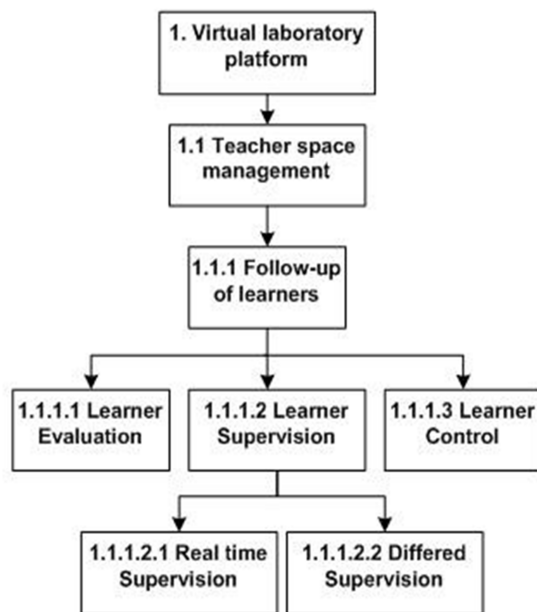 1. Virtual laboratory
platform
1.1 Teacher space
management
1.1.1 Follow-up
of learners
1.1.1.1 Learner
Evaluation
1.1.1.2 Learner
Supervision
1.1.1.3 Learner
Control
1.1.1.2.1 Real time
Supervision
1.1.1.2.2 Differed
Supervision